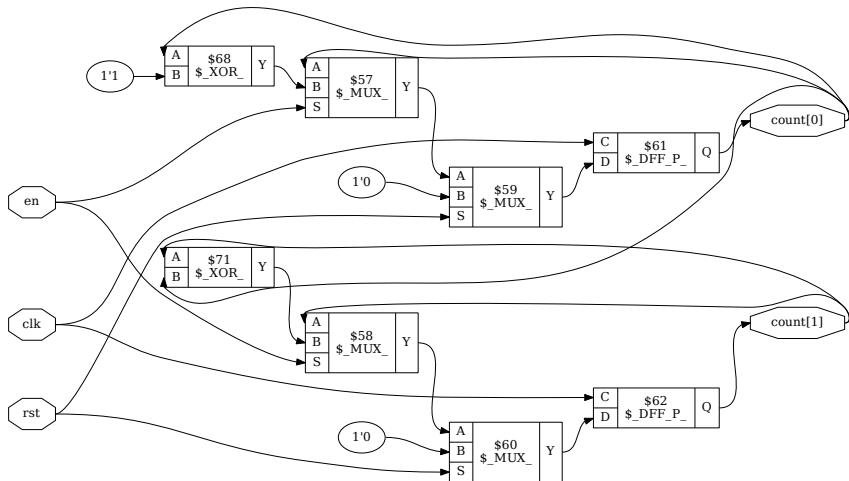 A
B
$68
$_XOR_
Y
1'1
A
B
S
$57
$_MUX_
Y
count[0]
C
D
$61
$_DFF_P_
Q
1'0
A
B
S
$59
$_MUX_
Y
en
A
B
$71
$_XOR_
Y
clk
A
B
S
$58
$_MUX_
Y
count[1]
rst
C
D
$62
$_DFF_P_
Q
1'0
A
B
S
$60
$_MUX_
Y